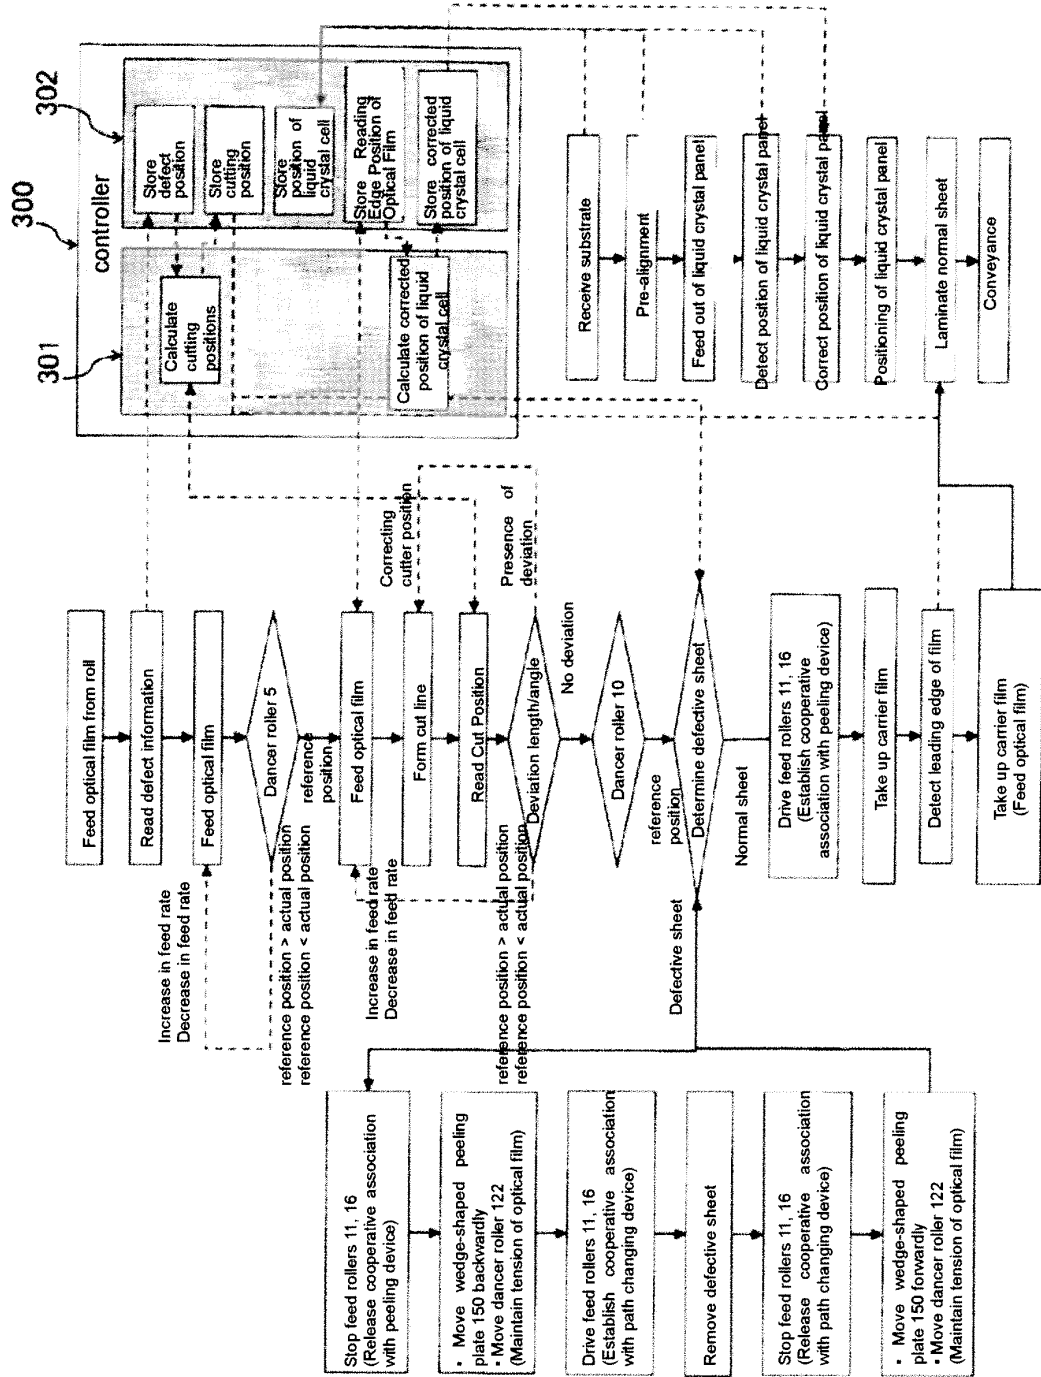 300
controller
301
302
Calculate
cutting
positions
Calculate corrected
position of liquid
crystal cell
Store
defect
position
Store
cutting
position
Store
position of
liquid
crystal cell
Store Reading
Edge Position of
Optical Film
Store corrected
position of liquid
crystal cell
Feed optical film from roll
Read defect information
Feed optical film
Increase in feed rate
Decrease in feed rate
Dancer roller 5
reference position > actual position
reference position < actual position
reference
position
Feed optical film
Increase in feed rate
Decrease in feed rate
Correcting
cutter position
Form cut line
Read Cut Position
Deviation length/angle
Presence of
deviation
No deviation
reference position > actual position
reference position < actual position
Dancer roller 10
reference
position
Determine defective sheet
Defective sheet
Normal sheet
Drive feed rollers 11, 16
(Establish cooperative
association with peeling device)
Take up carrier film
Detect leading edge of film
Take up carrier film
(Feed optical film)
Receive substrate
Pre-alignment
Feed out of liquid crystal panel
Detect position of liquid crystal panel
Correct position of liquid crystal panel
Positioning of liquid crystal panel
Laminate normal sheet
Conveyance
Stop feed rollers 11, 16
(Release cooperative association
with peeling device)
• Move wedge-shaped peeling
plate 150 backwardly
• Move dancer roller 122
(Maintain tension of optical film)
Drive feed rollers 11, 16
(Establish cooperative association
with path changing device)
Remove defective sheet
Stop feed rollers 11, 16
(Release cooperative association
with path changing device)
• Move wedge-shaped peeling
plate 150 forwardly
• Move dancer roller 122
(Maintain tension of optical film)